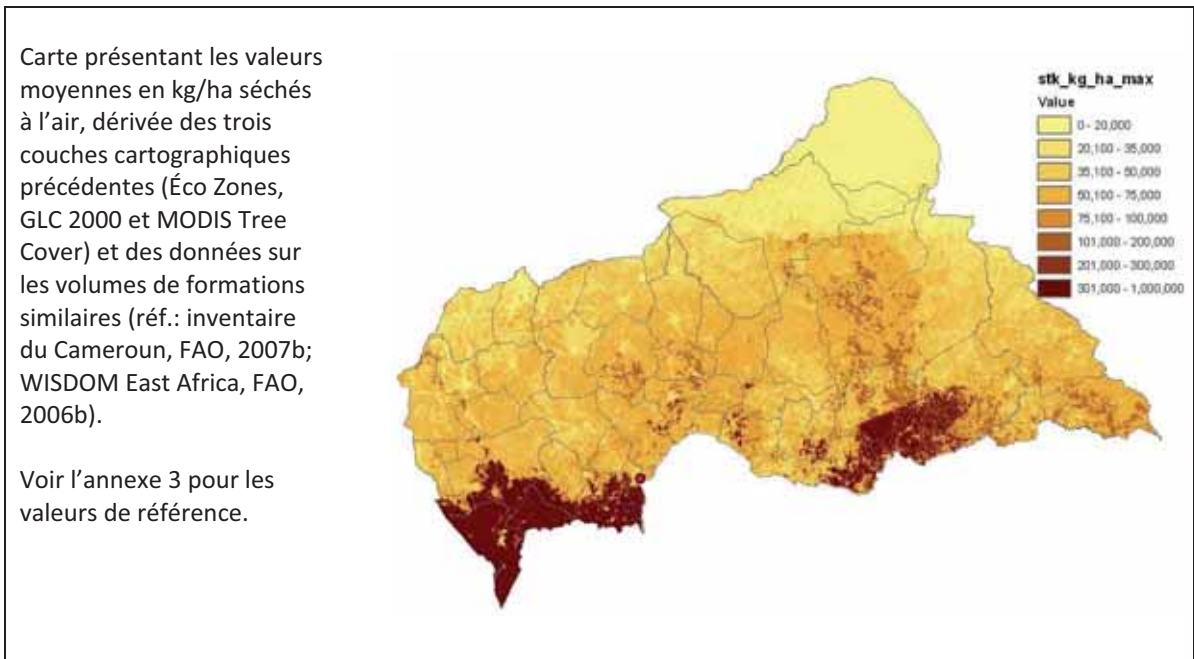 Carte présentant les valeurs
moyennes en kg/ha séchés
à l’air, dérivée des trois
couches cartographiques
précédentes (Éco Zones,
GLC 2000 et MODIS Tree
Cover) et des données sur
les volumes de formations
similaires (réf.: inventaire
du Cameroun, FAO, 2007b;
WISDOM East Africa, FAO,
2006b).
Voir l’annexe 3 pour les
valeurs de référence.
stk_kg_ha_max
Value
0 - 20,000
20,100 - 35,000
35,100 - 50,000
50,100 - 75,000
75,100 - 100,000
101,000 - 200,000
201,000 - 300,000
301,000 - 1,000,000